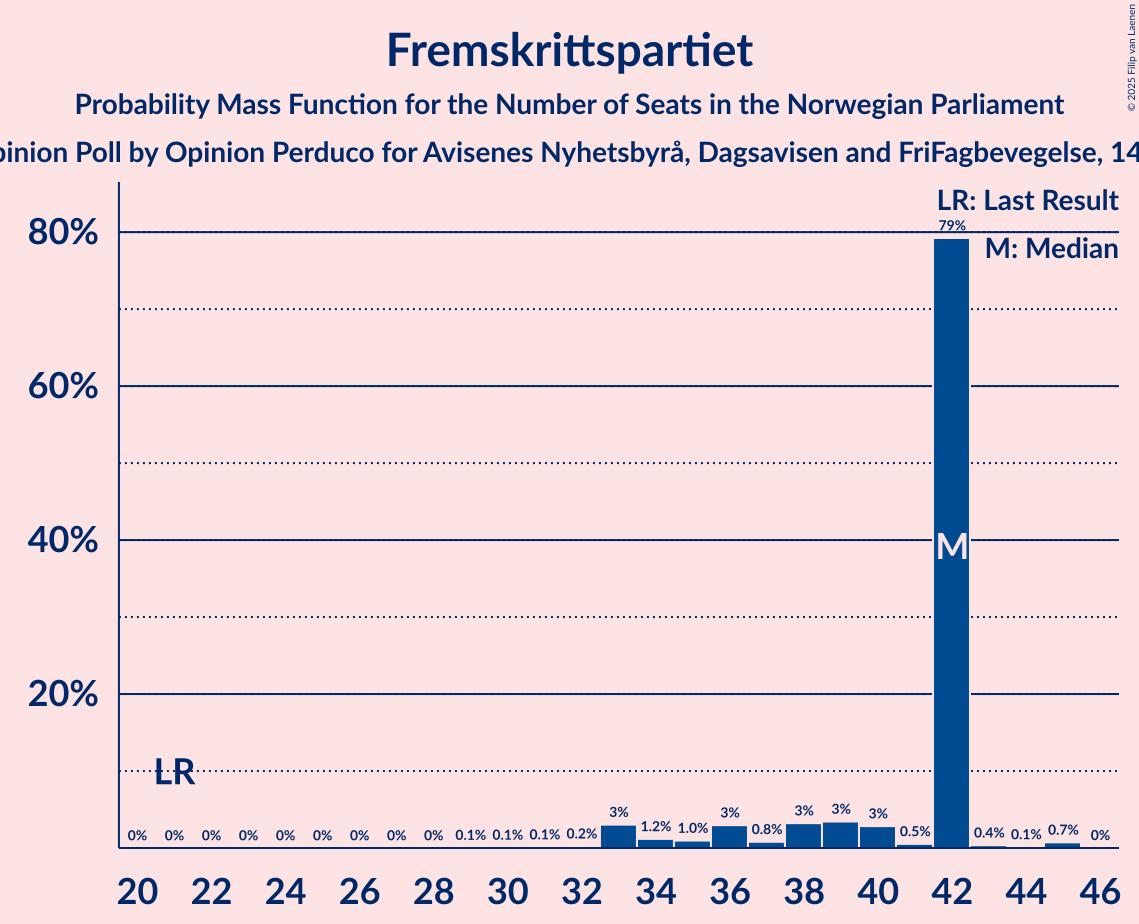 Fremskrittspartiet
Probability Mass Function for the Number of Seats in the Norwegian Parliament
pinion Poll by Opinion Perduco for Avisenes Nyhetsbyrå, Dagsavisen and FriFagbevegelse, 14
© 2025 Filip van Laenen
LR: Last Result
M: Median
80%
60%
40%
20%
79%
M
LR
0% 0% 0% 0% 0% 0% 0% 0% 0% 0.1% 0.1% 0.1% 0.2% 3% 1.2% 1.0% 3% 0.8% 3% 3% 3% 0.5% 0.4% 0.1% 0.7% 0%
20 22 24 26 28 30 32 34 36 38 40 42 44 46